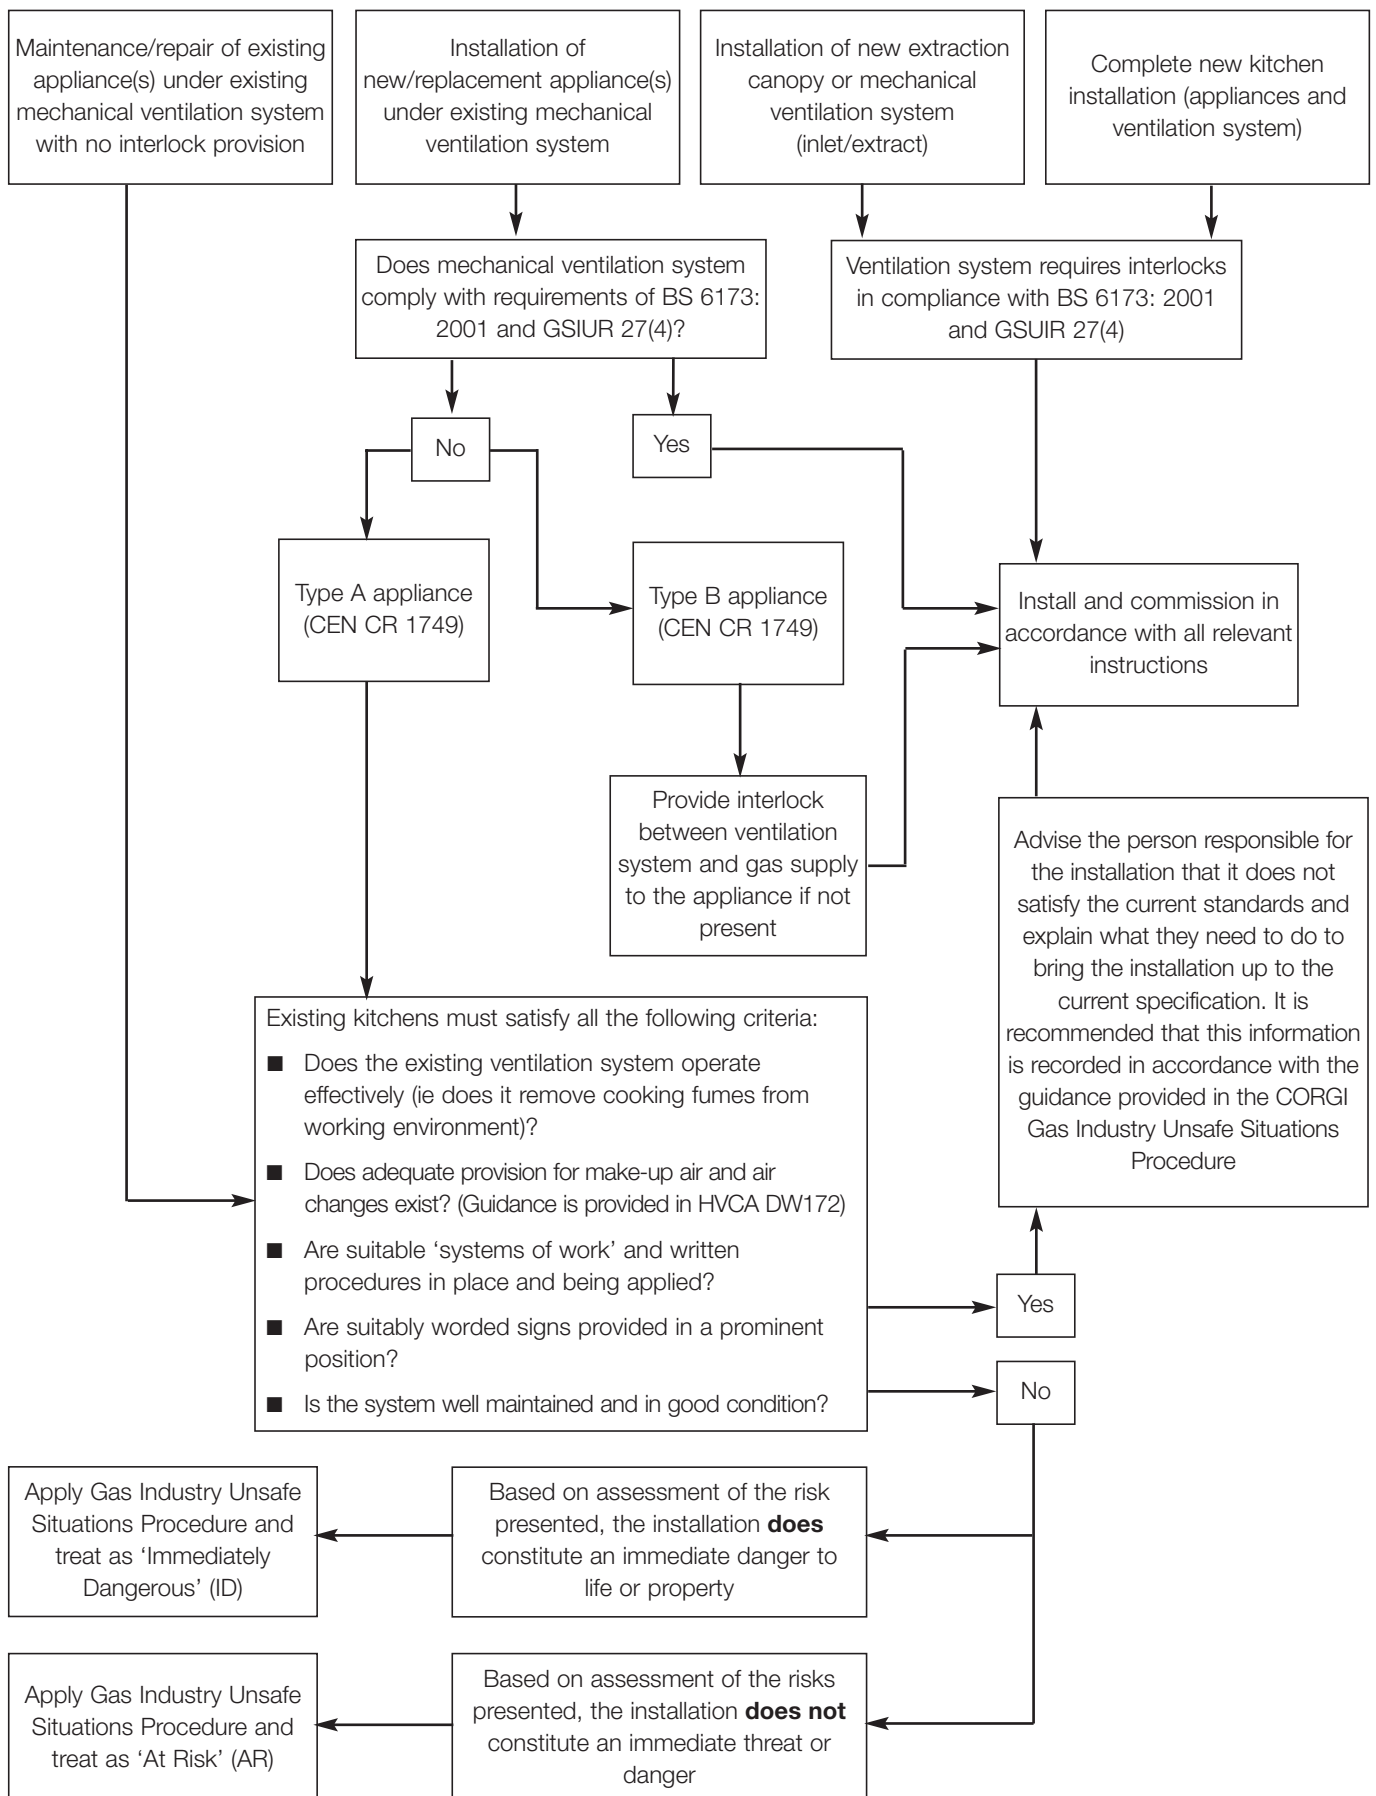 Maintenance/repair of existing
appliance(s) under existing
mechanical ventilation system
with no interlock provision
Installation of
new/replacement appliance(s)
under existing mechanical
ventilation system
Installation of new extraction
canopy or mechanical
ventilation system
(inlet/extract)
Complete new kitchen
installation (appliances and
ventilation system)
Does mechanical ventilation system
comply with requirements of BS 6173:
2001 and GSIUR 27(4)?
Ventilation system requires interlocks
in compliance with BS 6173: 2001
and GSUIR 27(4)
No
Yes
Type A appliance
(CEN CR 1749)
Type B appliance
(CEN CR 1749)
Install and commission in
accordance with all relevant
instructions
Provide interlock
between ventilation
system and gas supply
to the appliance if not
present
Advise the person responsible for
the installation that it does not
satisfy the current standards and
explain what they need to do to
bring the installation up to the
current specification. It is
recommended that this information
is recorded in accordance with the
guidance provided in the CORGI
Gas Industry Unsafe Situations
Procedure
Existing kitchens must satisfy all the following criteria:
■ Does the existing ventilation system operate
effectively (ie does it remove cooking fumes from
working environment)?
■ Does adequate provision for make-up air and air
changes exist? (Guidance is provided in HVCA DW172)
■ Are suitable ‘systems of work’ and written
procedures in place and being applied?
■ Are suitably worded signs provided in a prominent
position?
■ Is the system well maintained and in good condition?
Yes
No
Apply Gas Industry Unsafe
Situations Procedure and
treat as ‘Immediately
Dangerous’ (ID)
Based on assessment of the risk
presented, the installation does
constitute an immediate danger to
life or property
Apply Gas Industry Unsafe
Situations Procedure and
treat as ‘At Risk’ (AR)
Based on assessment of the risks
presented, the installation does not
constitute an immediate threat or
danger